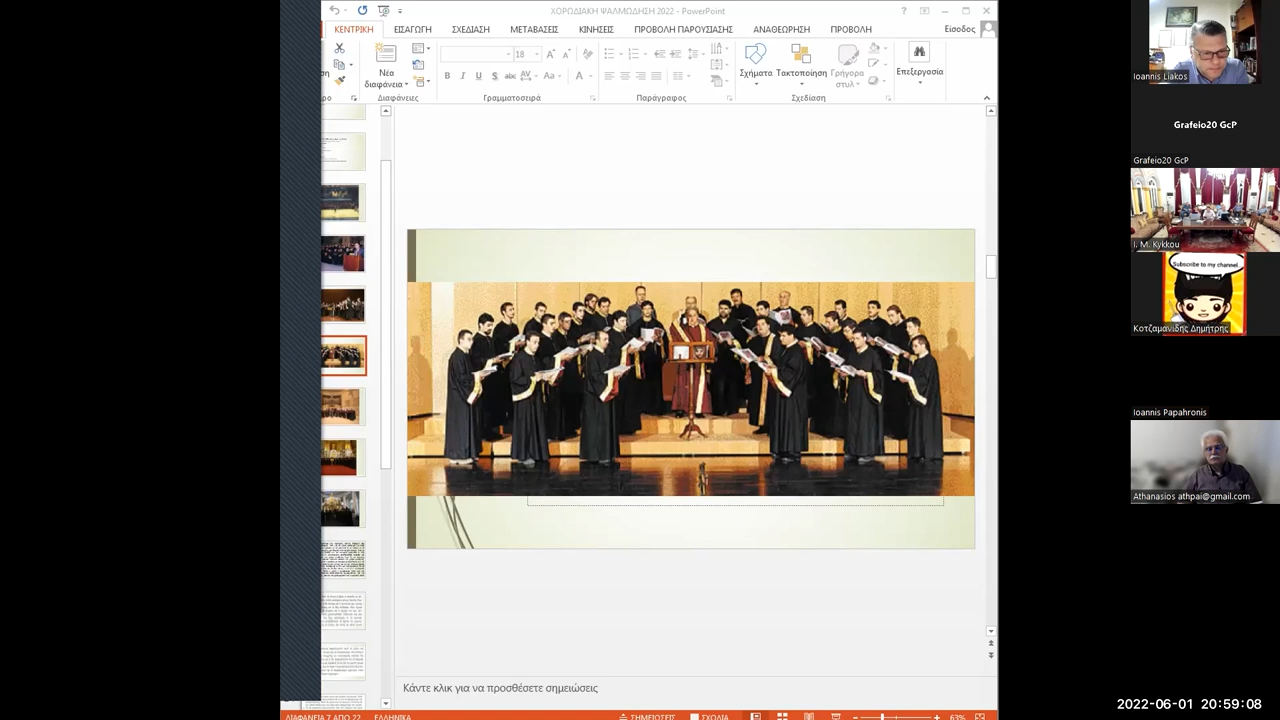 ΧΟΡΩΔΙΑΚΗ ΨΑΛΜΩΔΗΣΗ 2022 - PowerPoint
ΚΕΝΤΡΙΚΗ ΕΙΣΑΓΩΓΗ ΣΧΕΔΙΑΣΗ ΜΕΤΑΒΑΣΕΙΣ ΚΙΝΗΣΕΙΣ ΠΡΟΒΟΛΗ ΠΑΡΟΥΣΙΑΣΗΣ ΑΝΑΘΕΩΡΗΣΗ ΠΡΟΒΟΛΗ Είσοδος
18
Νέα
διαφάνεια
Σχήματα Τακτοποίηση Γρήγορα
στυλ
Επεξεργασία
Διαφάνειες Γραμματοσειρά Παράγραφος Σχεδίαση
Κάντε κλικ για να προσθέσετε σημειώσεις
ΔΙΑΦΑΝΕΙΑ 7 ΑΠΟ 22 ΕΛΛΗΝΙΚΑ ΣΗΜΕΙΩΣΕΙΣ ΣΧΟΛΙΑ 63%
Ioannis Liakos
Grafeio20 GcP
Grafeio20 GcP
I. M. Kykkou
Subscribe to my channel
Κοτζαμανίδης Δημήτρης
Ioannis Papahronis
Athanasios athpai@gmail.com
2022-06-01 20:59:08